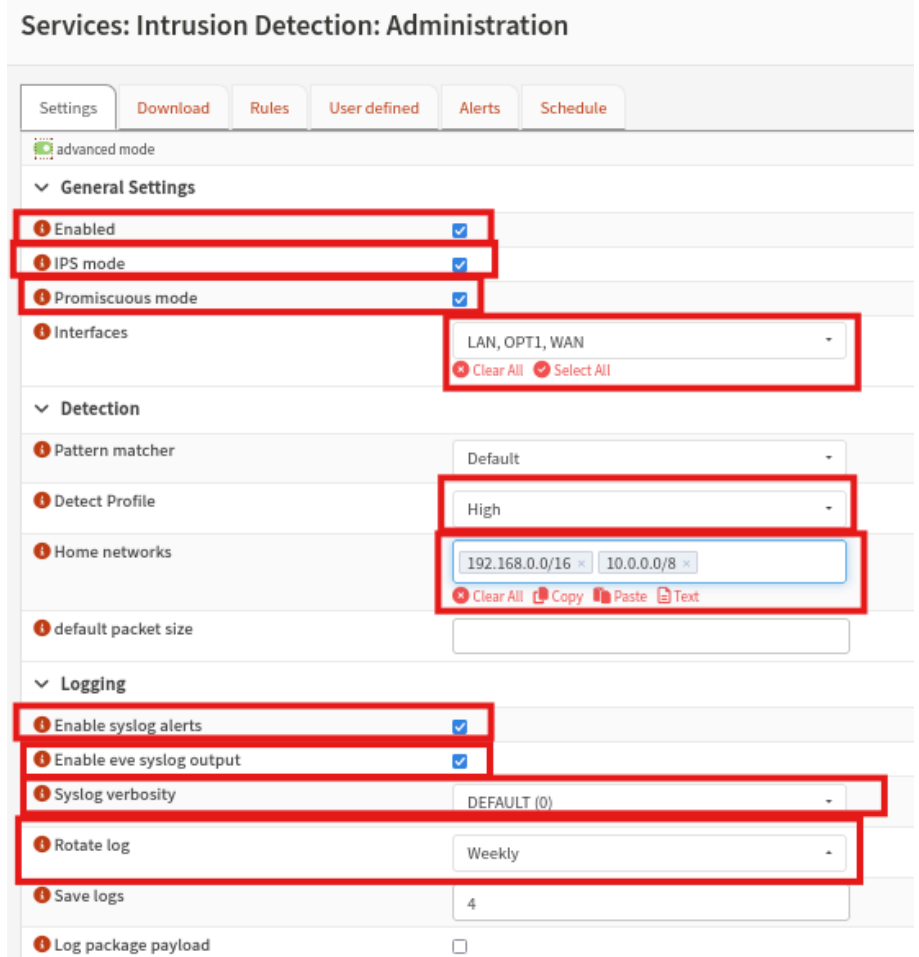 Services: Intrusion Detection: Administration
Settings Download Rules User defined Alerts Schedule
advanced mode
General Settings
Enabled
IPS mode
Promiscuous mode
Interfaces LAN, OPT1, WAN
Clear All Select All
Detection
Pattern matcher Default
Detect Profile High
Home networks 192.168.0.0/16 × 10.0.0.0/8 ×
Clear All Copy Paste Text
default packet size
Logging
Enable syslog alerts
Enable eve syslog output
Syslog verbosity DEFAULT (0)
Rotate log Weekly
Save logs 4
Log package payload